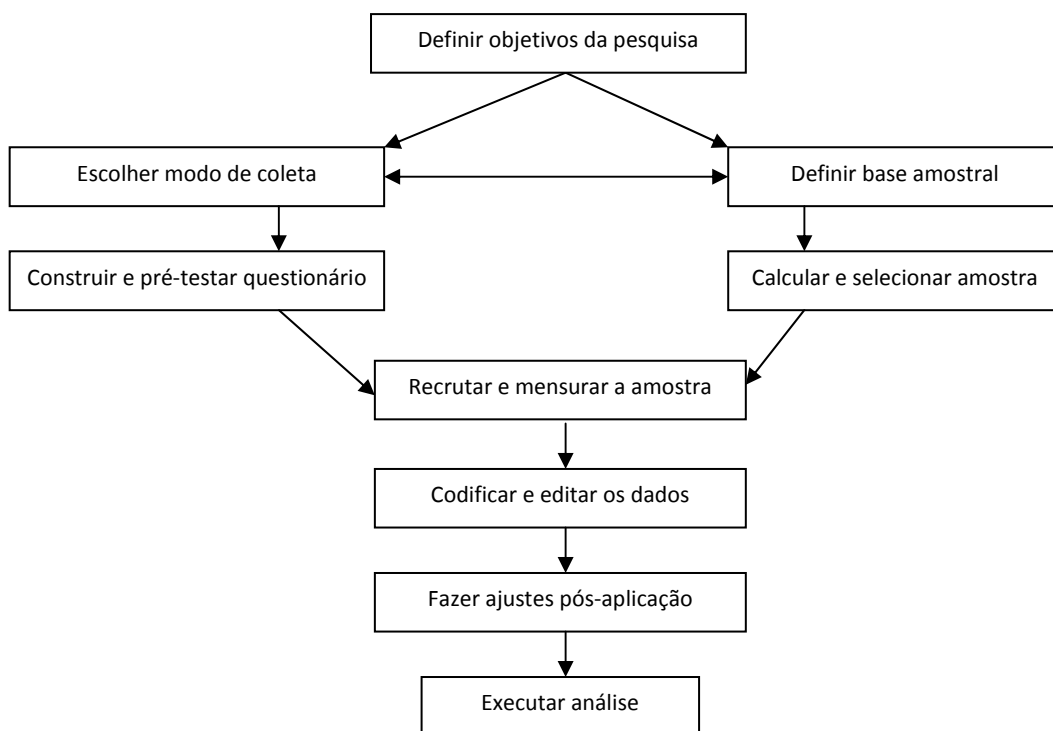 Definir objetivos da pesquisa
Escolher modo de coleta
Definir base amostral
Construir e pré-testar questionário
Calcular e selecionar amostra
Recrutar e mensurar a amostra
Codificar e editar os dados
Fazer ajustes pós-aplicação
Executar análise